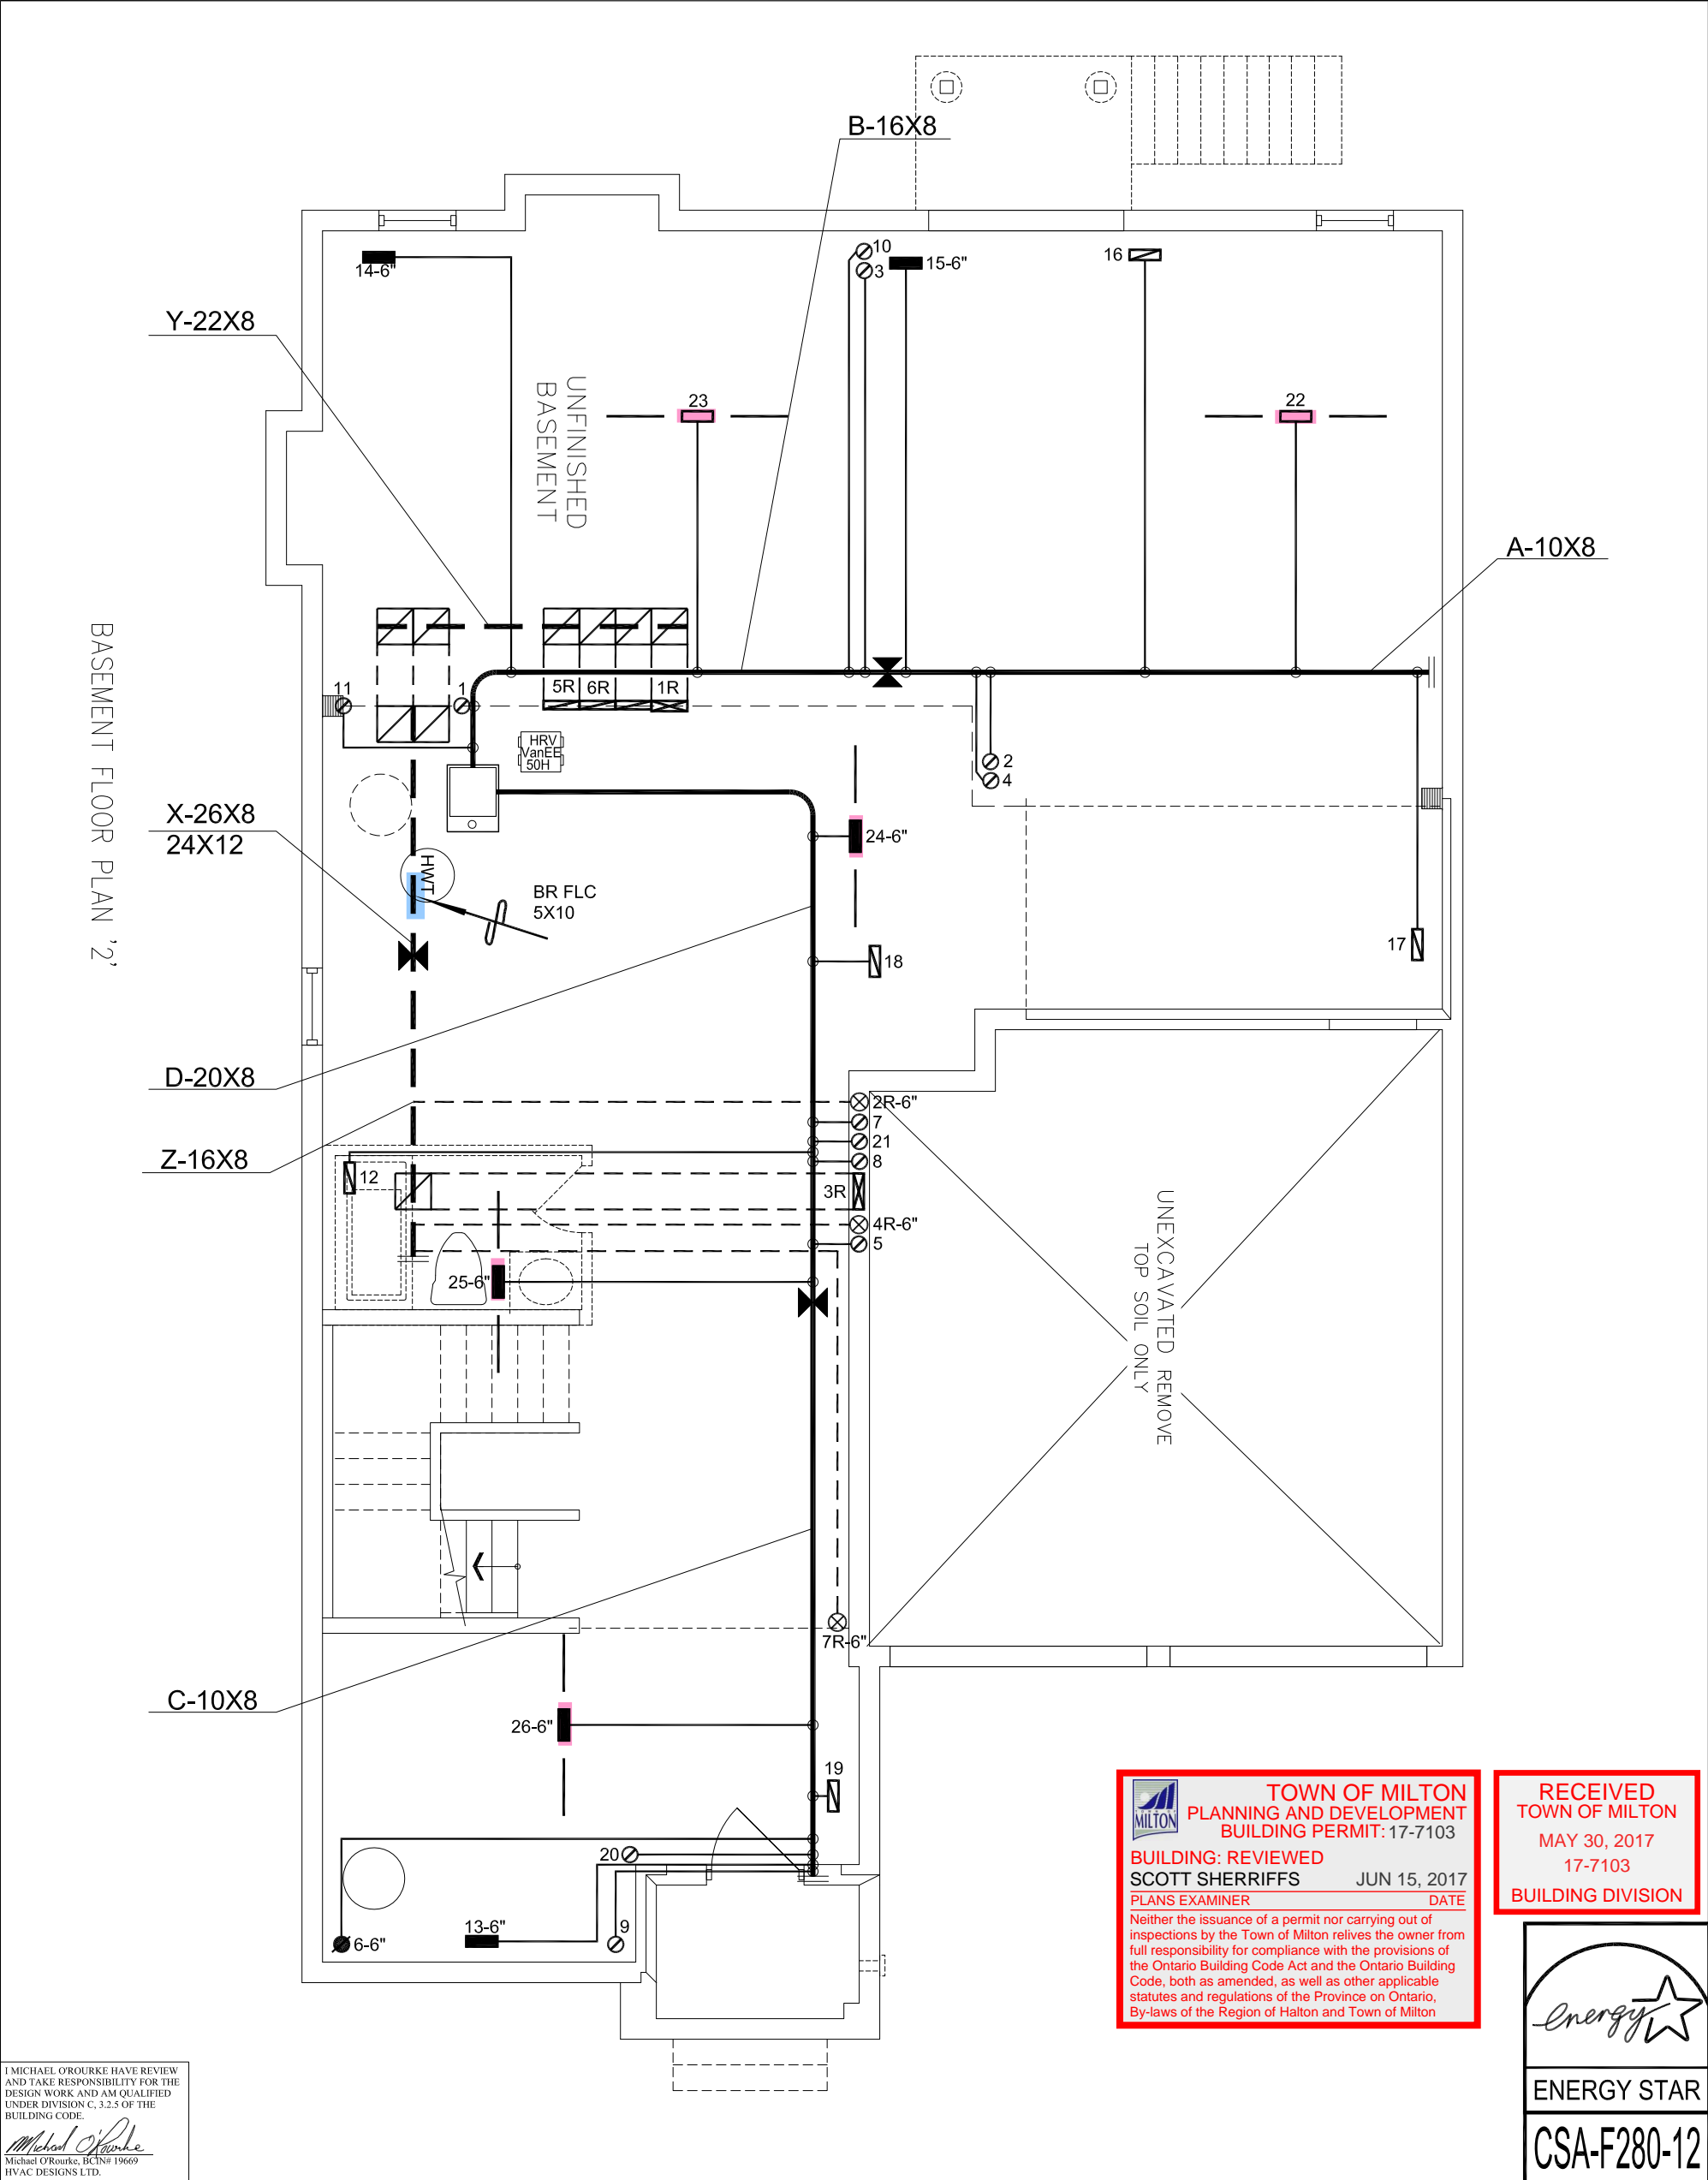 B-16X8
10
3
15-6"
16
14-6"
Y-22X8
UNFINISHED
BASEMENT
23
22
A-10X8
5R
6R
1R
11
1
HRV
VanEE
50H
2
4
BASEMENT FLOOR PLAN '2'
X-26X8
24X12
24-6"
HWT
BR FLC
5X10
18
17
D-20X8
2R-6"
7
21
Z-16X8
8
12
3R
4R-6"
5
UNEXCAVATED REMOVE
TOP SOIL ONLY
25-6"
7R-6"
C-10X8
26-6"
19
20
13-6"
9
6-6"
MILTON
TOWN OF MILTON
PLANNING AND DEVELOPMENT
BUILDING PERMIT: 17-7103
BUILDING: REVIEWED
SCOTT SHERRIFFS JUN 15, 2017
PLANS EXAMINER DATE
Neither the issuance of a permit nor carrying out of
inspections by the Town of Milton relives the owner from
full responsibility for compliance with the provisions of
the Ontario Building Code Act and the Ontario Building
Code, both as amended, as well as other applicable
statutes and regulations of the Province on Ontario,
By-laws of the Region of Halton and Town of Milton
RECEIVED
TOWN OF MILTON
MAY 30, 2017
17-7103
BUILDING DIVISION
energy
ENERGY STAR
CSA-F280-12
I MICHAEL O'ROURKE HAVE REVIEW
AND TAKE RESPONSIBILITY FOR THE
DESIGN WORK AND AM QUALIFIED
UNDER DIVISION C, 3.2.5 OF THE
BUILDING CODE.
Michael O'Rourke
Michael O'Rourke, BCIN# 19669
HVAC DESIGNS LTD.